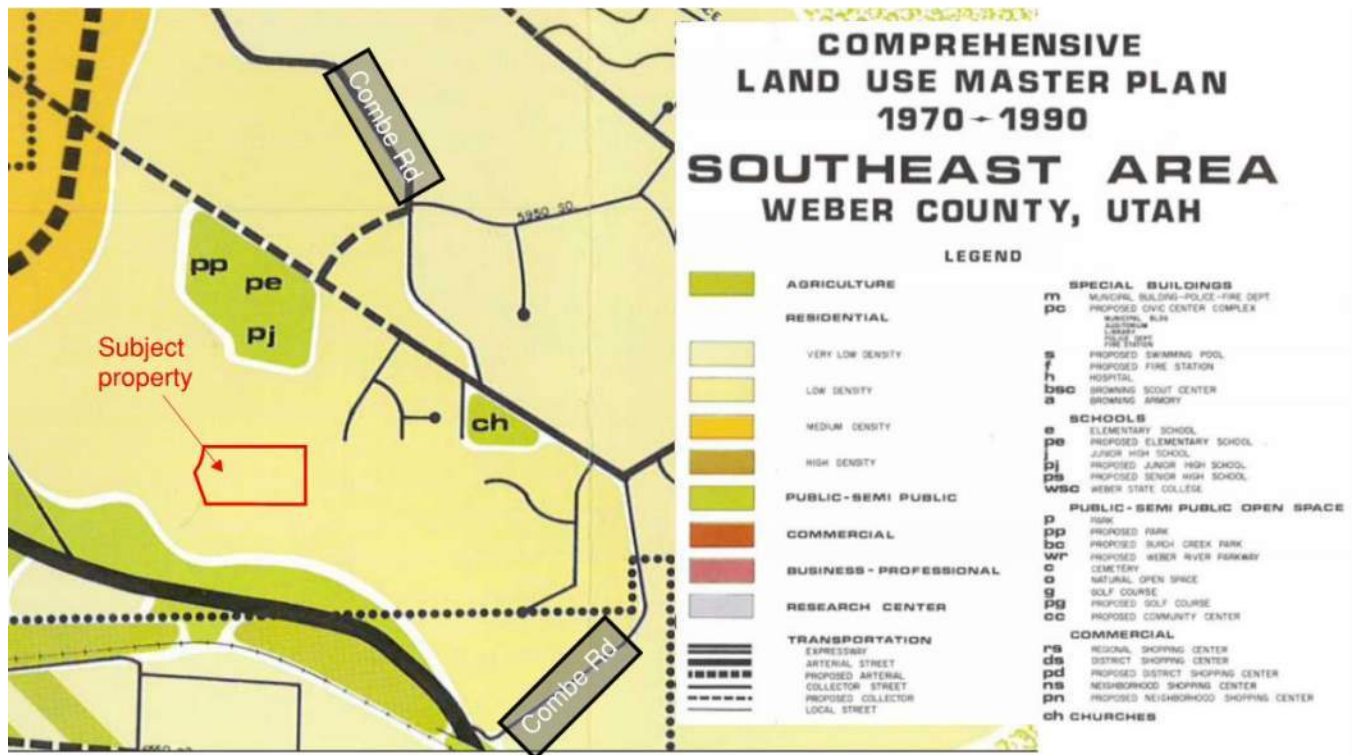 Combe Rd
5950 SO.
pp
pe
pj
Subject
property
ch
Combe Rd
COMPREHENSIVE
LAND USE MASTER PLAN
1970-1990
SOUTHEAST AREA
WEBER COUNTY, UTAH
LEGEND
AGRICULTURE
RESIDENTIAL
VERY LOW DENSITY
LOW DENSITY
MEDIUM DENSITY
HIGH DENSITY
PUBLIC-SEMI PUBLIC
COMMERCIAL
BUSINESS-PROFESSIONAL
RESEARCH CENTER
TRANSPORTATION
EXPRESSWAY
ARTERIAL STREET
PROPOSED ARTERIAL
COLLECTOR STREET
PROPOSED COLLECTOR
LOCAL STREET
SPECIAL BUILDINGS
m MUNICIPAL BUILDING-POLICE-FIRE DEPT.
pc PROPOSED CIVIC CENTER COMPLEX
MUNICIPAL BLDG
AUDITORIUM
LIBRARY
POLICE DEPT
FIRE STATION
s PROPOSED SWIMMING POOL
f PROPOSED FIRE STATION
h HOSPITAL
bsc BROWNING SCOUT CENTER
a BROWNING ARMORY
SCHOOLS
e ELEMENTARY SCHOOL
pe PROPOSED ELEMENTARY SCHOOL
j JUNIOR HIGH SCHOOL
pj PROPOSED JUNIOR HIGH SCHOOL
ps PROPOSED SENIOR HIGH SCHOOL
wsc WEBER STATE COLLEGE
PUBLIC-SEMI PUBLIC OPEN SPACE
p PARK
pp PROPOSED PARK
bc PROPOSED BURCH CREEK PARK
wr PROPOSED WEBER RIVER PARKWAY
c CEMETERY
o NATURAL OPEN SPACE
g GOLF COURSE
pg PROPOSED GOLF COURSE
cc PROPOSED COMMUNITY CENTER
COMMERCIAL
rs REGIONAL SHOPPING CENTER
ds DISTRICT SHOPPING CENTER
pd PROPOSED DISTRICT SHOPPING CENTER
ns NEIGHBORHOOD SHOPPING CENTER
pn PROPOSED NEIGHBORHOOD SHOPPING CENTER
ch CHURCHES